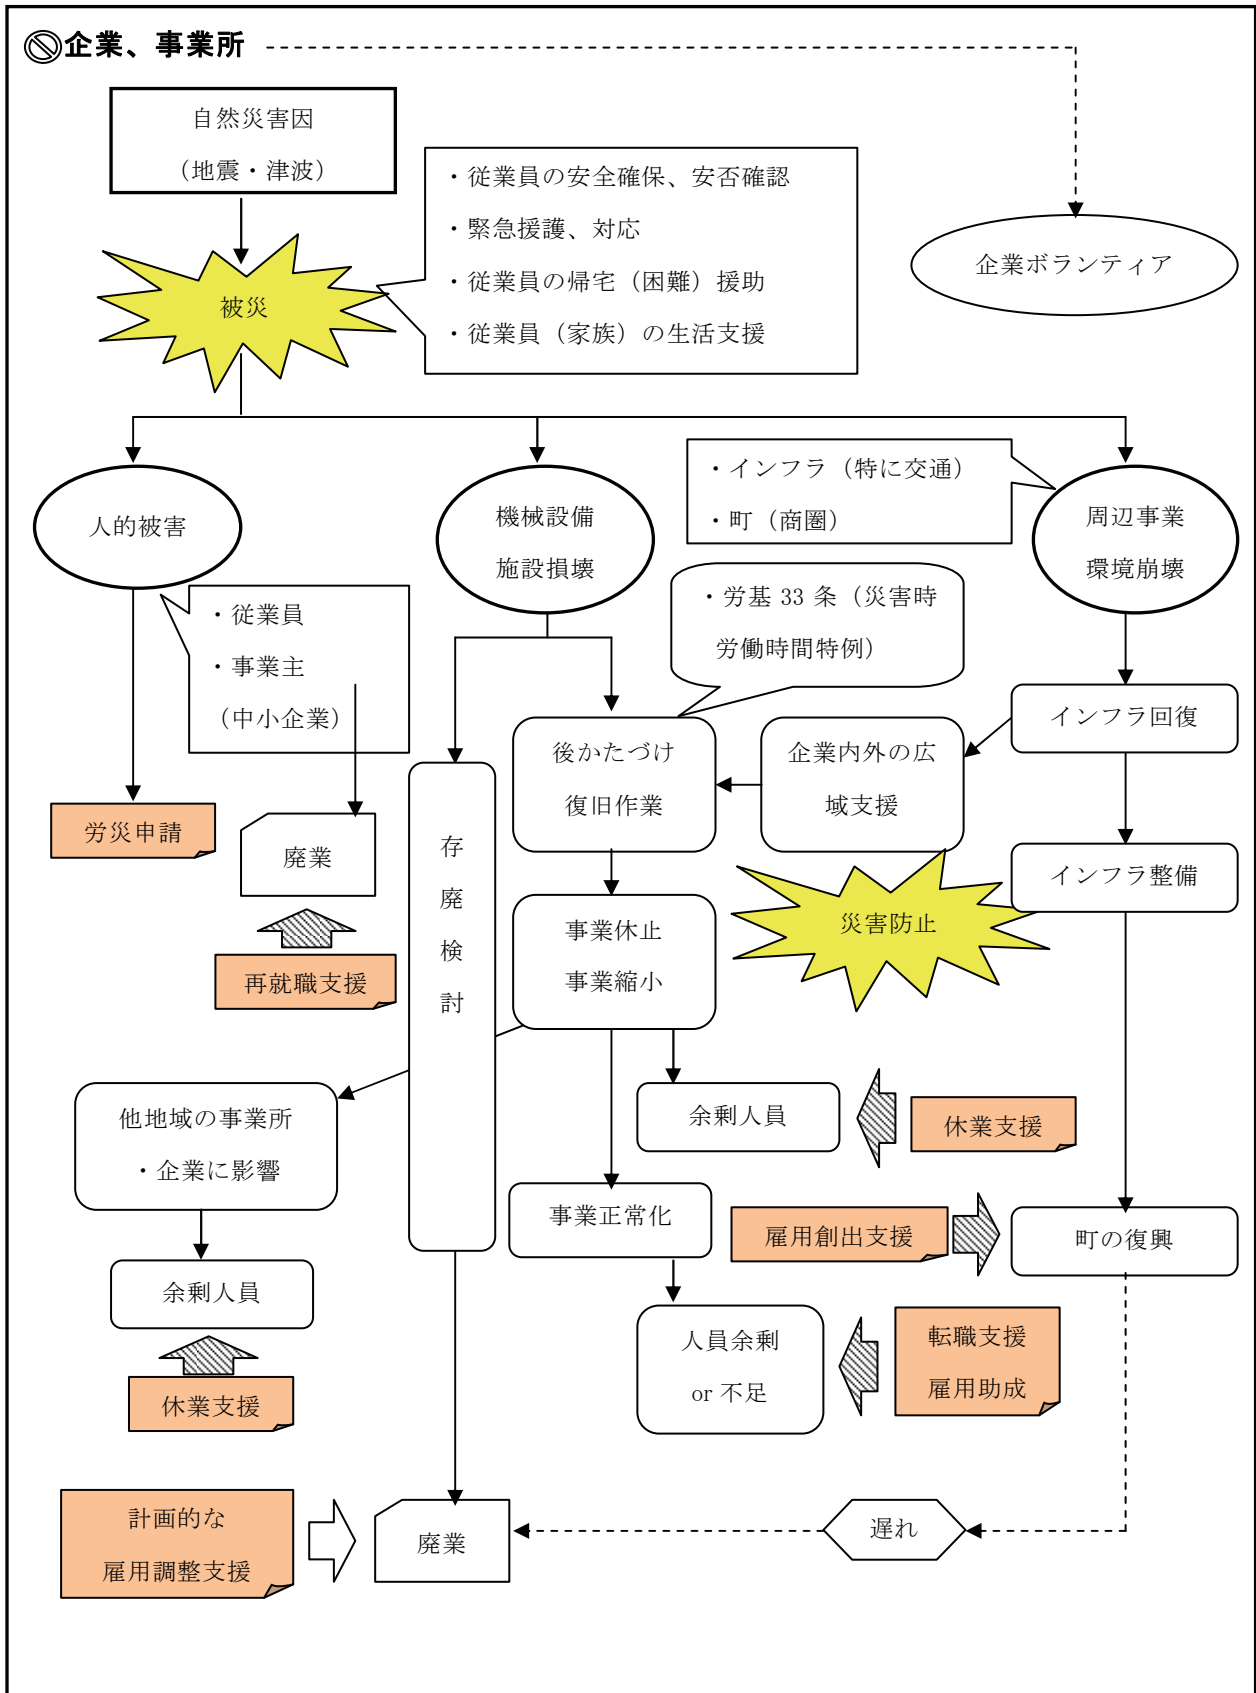 企業、事業所
自然災害因
（地震・津波）
・従業員の安全確保、安否確認
・緊急援護、対応
・従業員の帰宅（困難）援助
・従業員（家族）の生活支援
企業ボランティア
被災
人的被害
機械設備
施設損壊
・インフラ（特に交通）
・町（商圏）
周辺事業
環境崩壊
・従業員
・事業主
（中小企業）
・労基 33 条（災害時
労働時間特例）
インフラ回復
後かたづけ
復旧作業
企業内外の広
域支援
労災申請
廃業
存
廃
検
討
インフラ整備
災害防止
事業休止
事業縮小
再就職支援
他地域の事業所
・企業に影響
余剰人員
休業支援
事業正常化
雇用創出支援
町の復興
余剰人員
人員余剰
or 不足
転職支援
雇用助成
休業支援
計画的な
雇用調整支援
廃業
遅れ